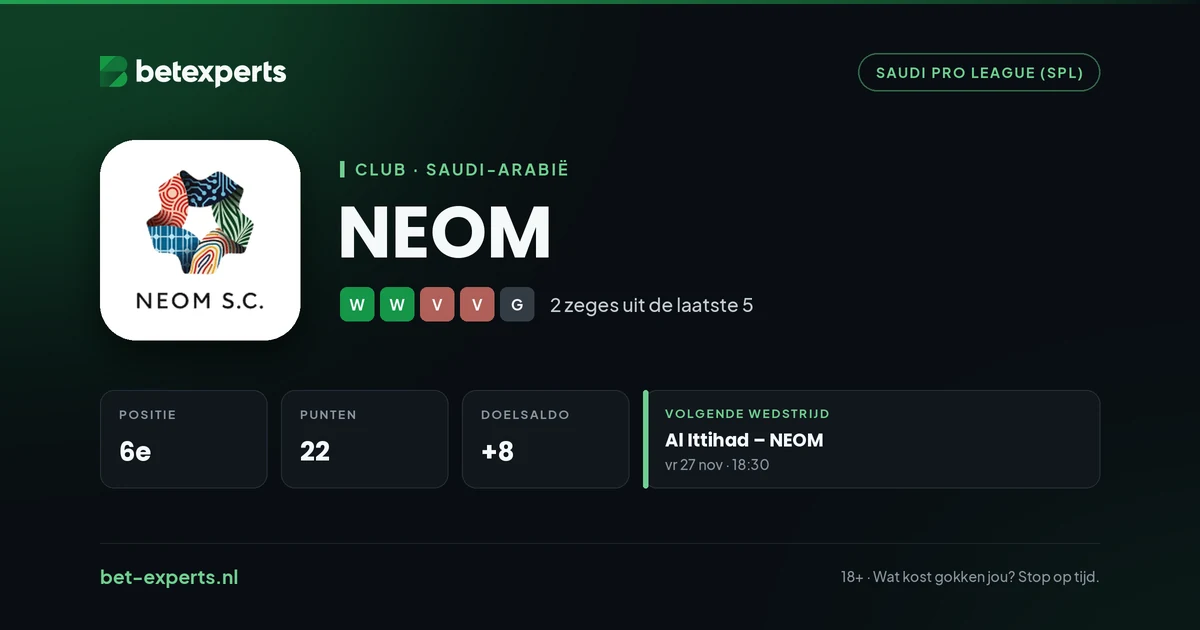 betexperts
SAUDI PRO LEAGUE (SPL)
NEOM S.C.
CLUB · SAUDI-ARABIË
NEOM
W W V V G 2 zeges uit de laatste 5
POSITIE
6e
PUNTEN
22
DOELSALDO
+8
VOLGENDE WEDSTRIJD
Al Ittihad – NEOM
vr 27 nov · 18:30
bet-experts.nl
18+ · Wat kost gokken jou? Stop op tijd.